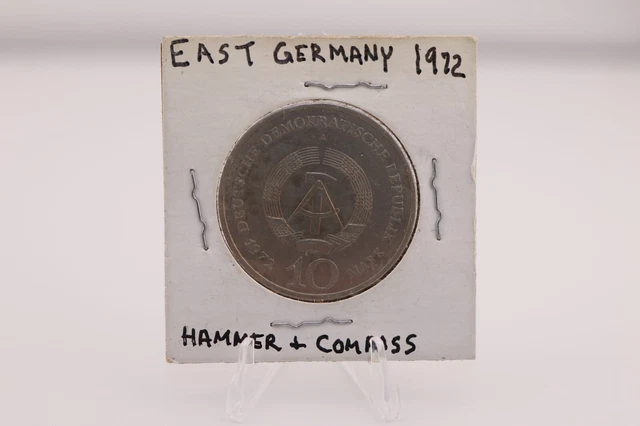 EAST GERMANY 1972
DEUTSCHE DEMOKRATISCHE REPUBLIK
A
1972
10
MARK
HAMMER + COMPASS